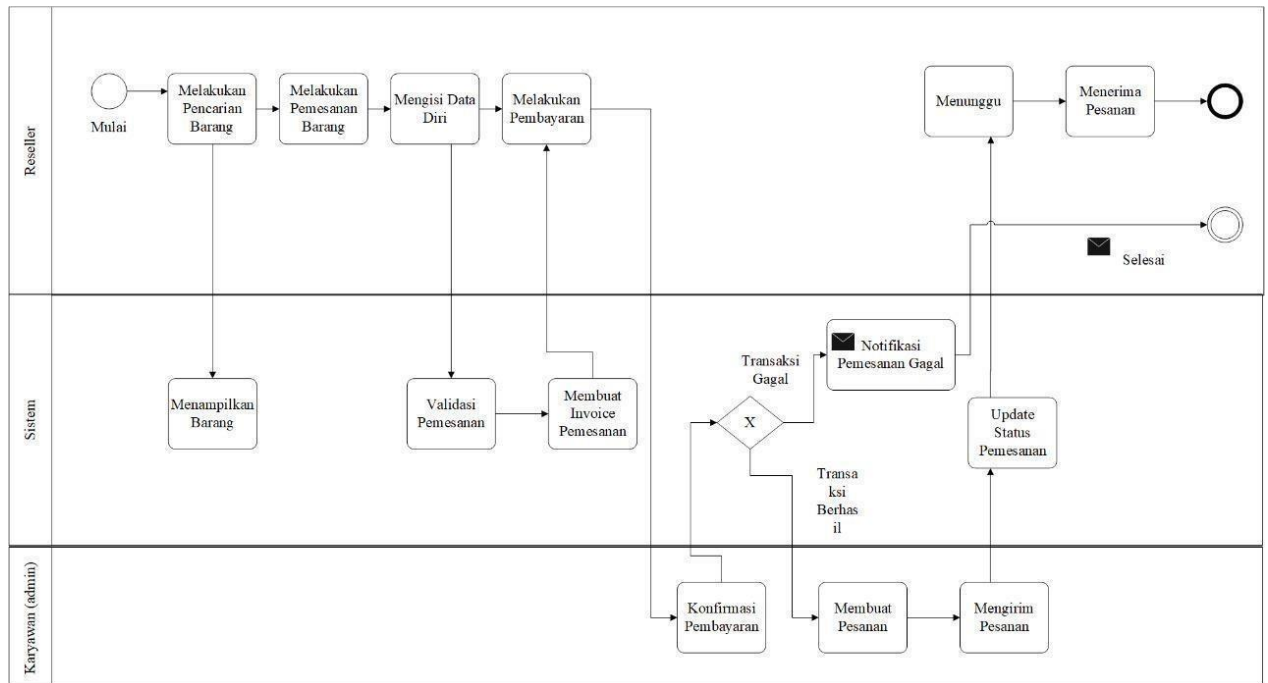 Reseller
Mulai
Melakukan
Pencarian
Barang
Melakukan
Pemesanan
Barang
Mengisi Data
Diri
Melakukan
Pembayaran
Menunggu
Menerima
Pesanan
Selesai
Sistem
Menampilkan
Barang
Validasi
Pemesanan
Membuat
Invoice
Pemesanan
X
Transaksi
Gagal
Notifikasi
Pemesanan Gagal
Transa
ksi
Berhas
il
Update
Status
Pemesanan
Karyawan (admin)
Konfirmasi
Pembayaran
Membuat
Pesanan
Mengirim
Pesanan